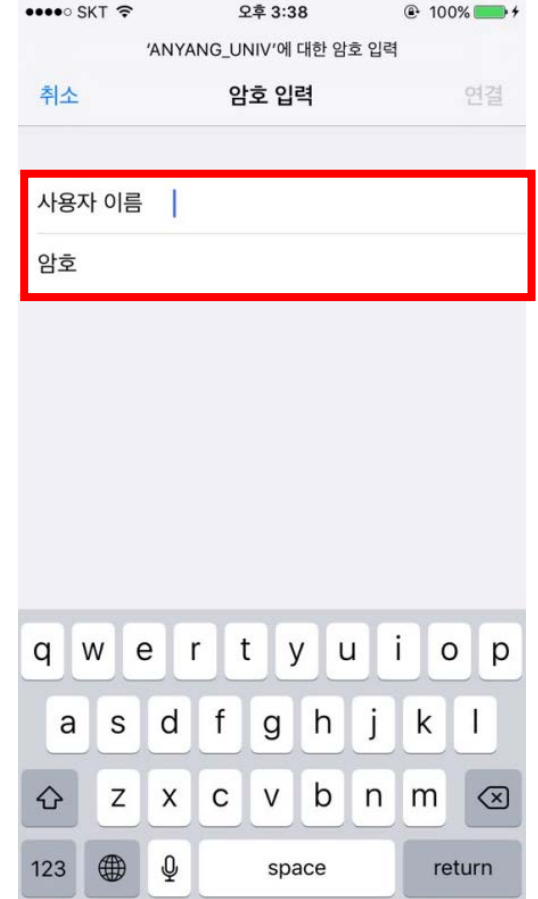 SKT 오후 3:38 100%
'ANYANG_UNIV'에 대한 암호 입력
취소 암호 입력 연결
사용자 이름
암호
q w e r t y u i o p
a s d f g h j k l
z x c v b n m
123 space return